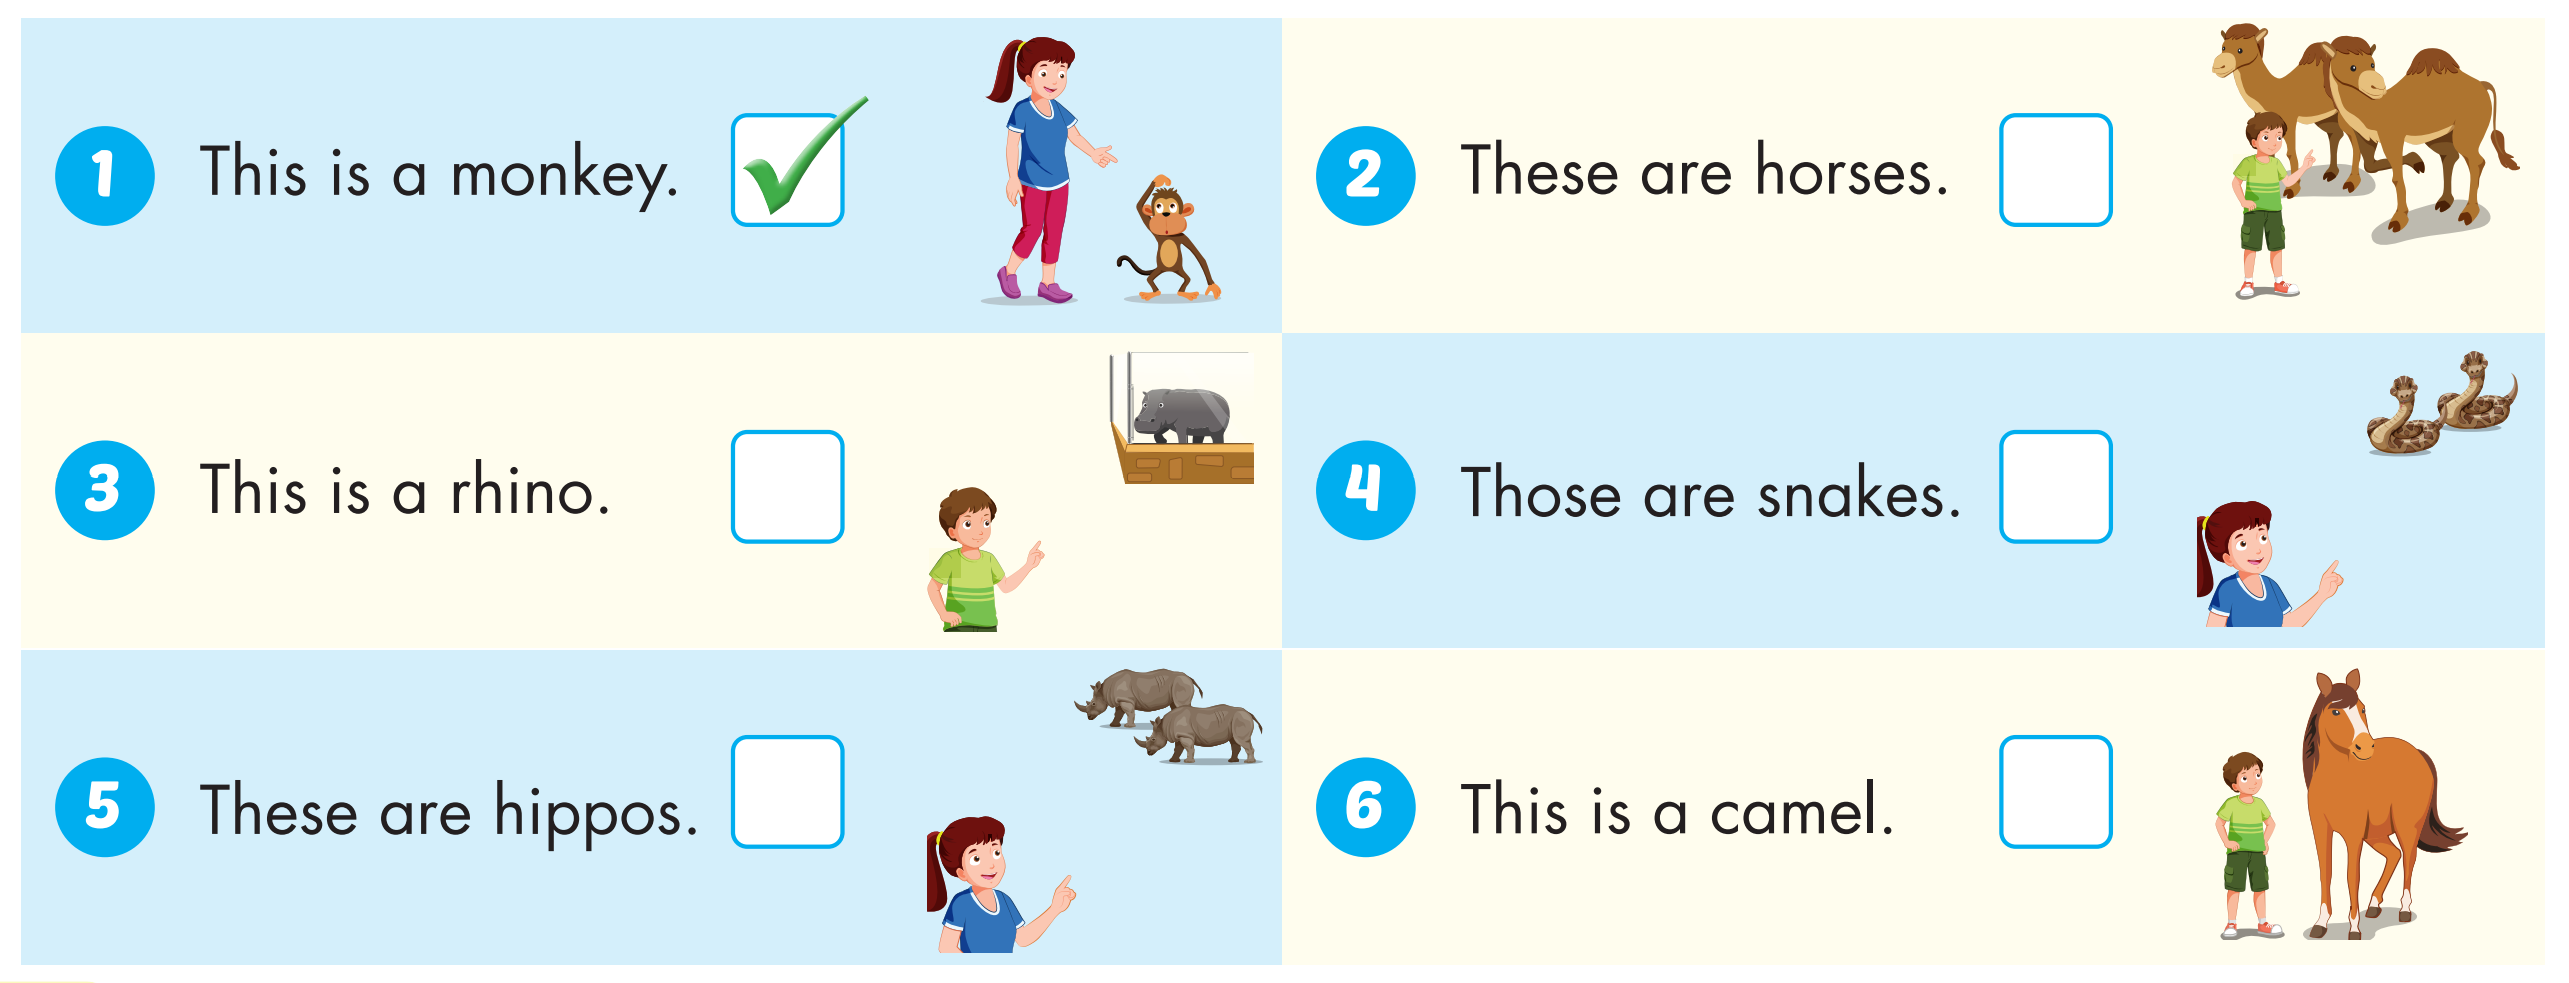 1 This is a monkey.
2 These are horses.
3 This is a rhino.
4 Those are snakes.
5 These are hippos.
6 This is a camel.